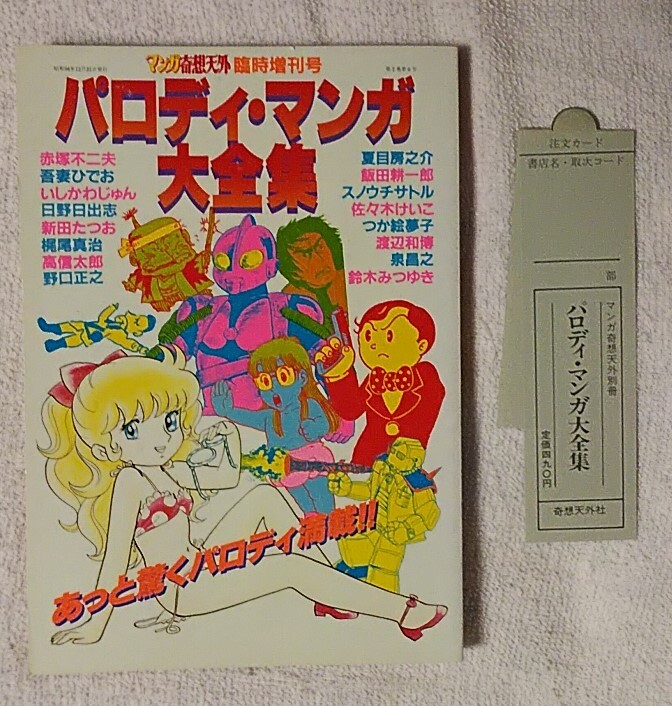 マンガ奇想天外 臨時増刊号
パロディ・マンガ
大全集
赤塚不二夫
吾妻ひでお
いしかわじゅん
日野日出志
新田たつお
梶尾真治
高信太郎
野口正之
夏目房之介
飯田耕一郎
スノウチサトル
佐々木けいこ
つか絵夢子
渡辺和博
泉昌之
鈴木みつゆき
あっと驚くパロディ満載!!
注文カード
書店名・取次コード
部
マンガ奇想天外別冊
パロディ・マンガ大全集
定価四九〇円
奇想天外社